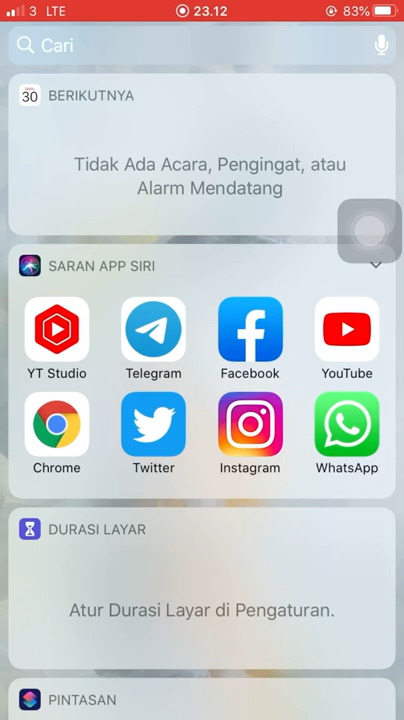 3 LTE 23.12 83%
Cari
30 BERIKUTNYA
Tidak Ada Acara, Pengingat, atau
Alarm Mendatang
SARAN APP SIRI
YT Studio Telegram Facebook YouTube
Chrome Twitter Instagram WhatsApp
DURASI LAYAR
Atur Durasi Layar di Pengaturan.
PINTASAN